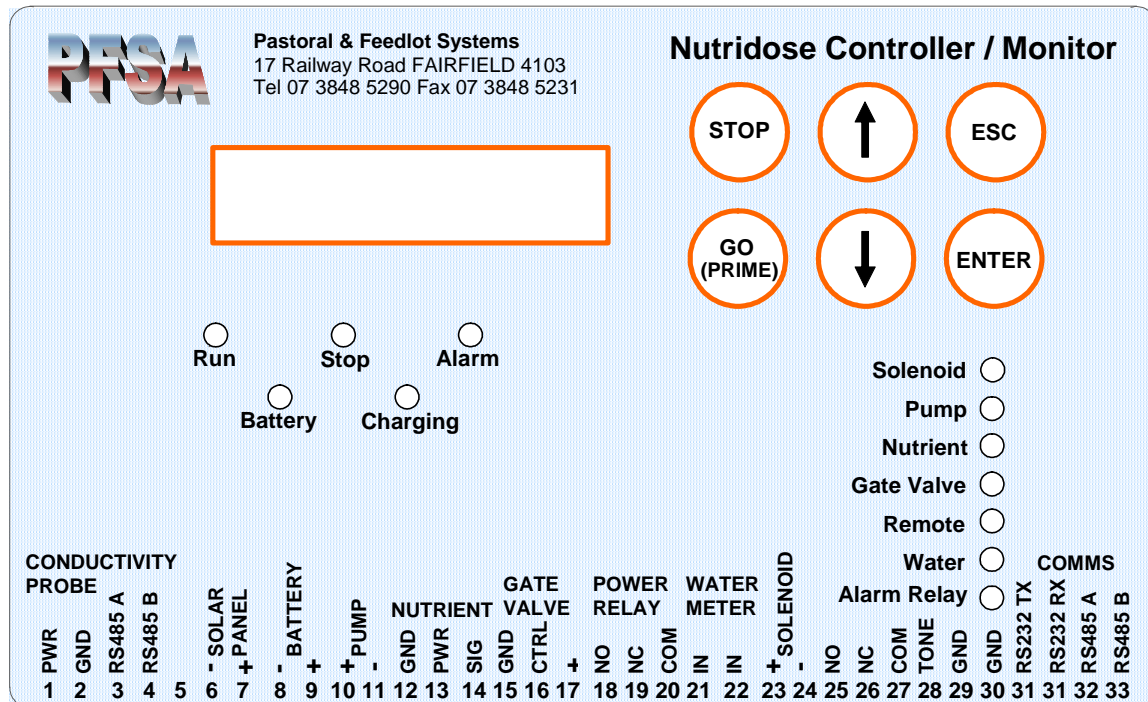 PFSA
Pastoral & Feedlot Systems
17 Railway Road FAIRFIELD 4103
Tel 07 3848 5290 Fax 07 3848 5231
Nutridose Controller / Monitor
STOP
ESC
GO
(PRIME)
ENTER
Run
Stop
Alarm
Battery
Charging
Solenoid
Pump
Nutrient
Gate Valve
Remote
Water
Alarm Relay
CONDUCTIVITY
PROBE
SOLAR
PANEL
BATTERY
PUMP
NUTRIENT
GATE
VALVE
POWER
RELAY
WATER
METER
SOLENOID
COMMS
PWR
GND
RS485 A
RS485 B
-
+
-
+
+
-
GND
PWR
SIG
GND
CTRL
+
NO
NC
COM
IN
IN
+
-
NO
NC
COM
TONE
GND
GND
RS232 TX
RS232 RX
RS485 A
RS485 B
1 2 3 4 5 6 7 8 9 10 11 12 13 14 15 16 17 18 19 20 21 22 23 24 25 26 27 28 29 30 31 31 32 33